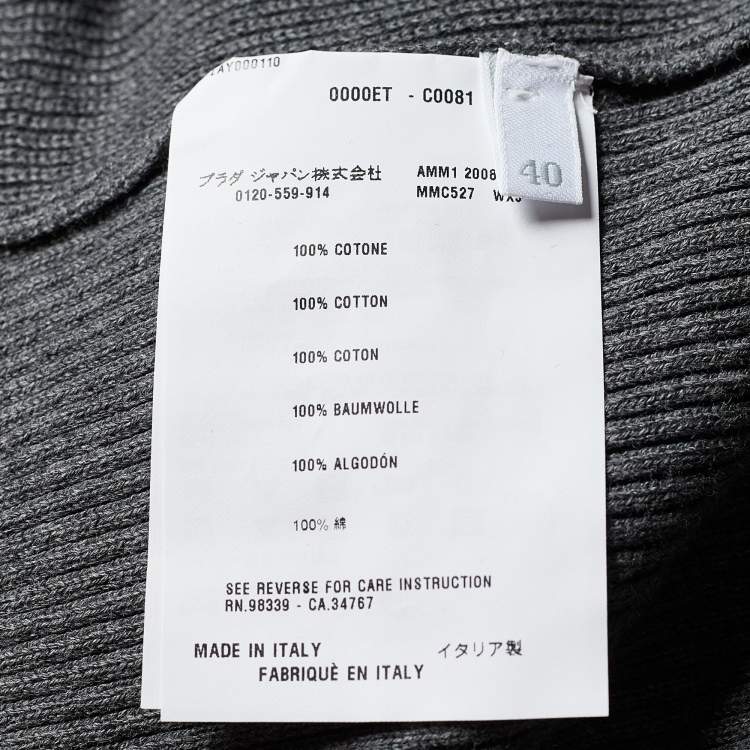 AY000110
0000ET - C0081
プラダ ジャパン株式会社
0120-559-914
AMM1 2008
MMC527
40
100% COTONE
100% COTTON
100% COTON
100% BAUMWOLLE
100% ALGODÓN
100% 綿
SEE REVERSE FOR CARE INSTRUCTION
RN.98339 - CA.34767
MADE IN ITALY
イタリア製
FABRIQUÈ EN ITALY